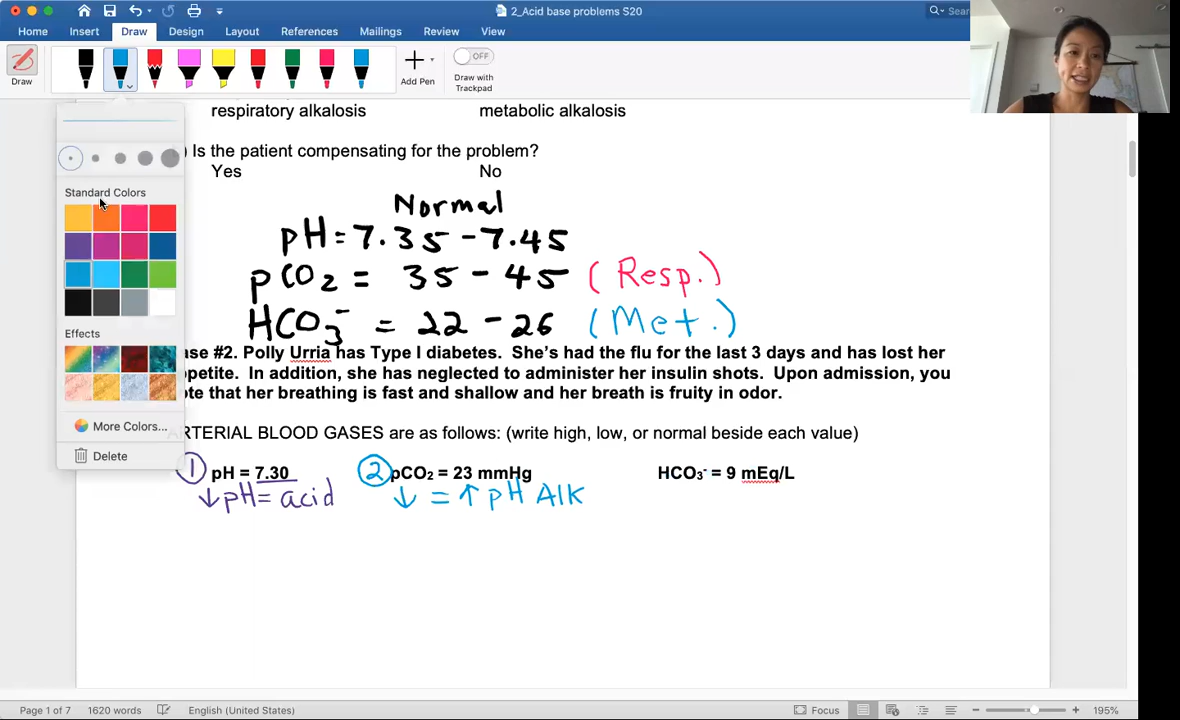 2_Acid base problems S20
Sear
Home Insert Draw Design Layout References Mailings Review View
Draw
Add Pen
OFF
Draw with
Trackpad
respiratory alkalosis metabolic alkalosis
) Is the patient compensating for the problem?
Yes No
Normal
pH = 7.35 - 7.45
pCO2 = 35 - 45 (Resp.)
HCO3- = 22 - 26 (Met.)
Standard Colors
Effects
More Colors...
Delete
ase #2. Polly Urria has Type I diabetes. She's had the flu for the last 3 days and has lost her
ppetite. In addition, she has neglected to administer her insulin shots. Upon admission, you
ote that her breathing is fast and shallow and her breath is fruity in odor.
ARTERIAL BLOOD GASES are as follows: (write high, low, or normal beside each value)
① pH = 7.30 ② pCO2 = 23 mmHg HCO3- = 9 mEq/L
↓pH = acid ↓ = ↑ pH Alk
Page 1 of 7 1620 words English (United States) Focus 195%